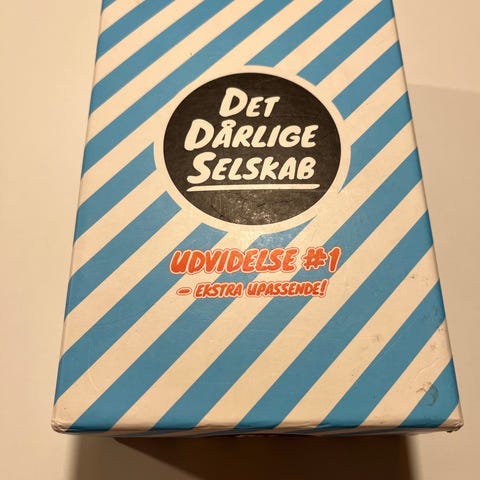 DET
DÅRLIGE
SELSKAB
UDVIDELSE #1
– EKSTRA UPASSENDE!